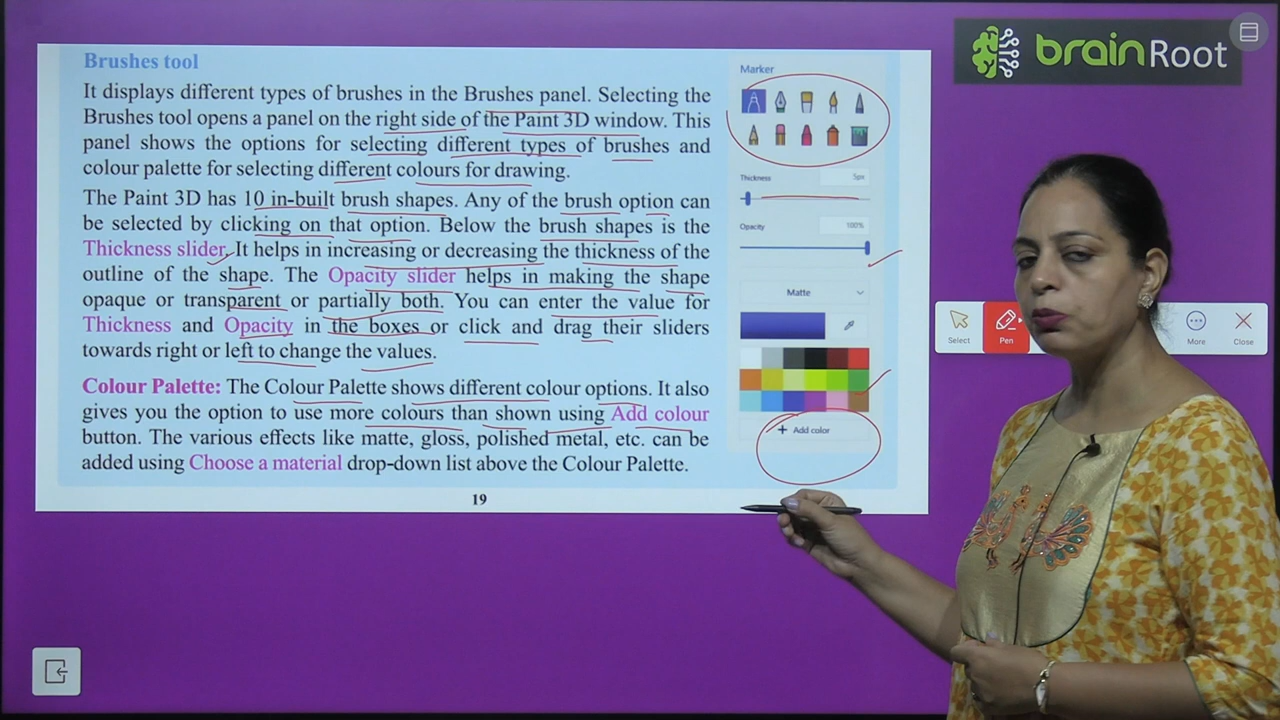 Brushes tool
It displays different types of brushes in the Brushes panel. Selecting the
Brushes tool opens a panel on the right side of the Paint 3D window. This
panel shows the options for selecting different types of brushes and
colour palette for selecting different colours for drawing.
The Paint 3D has 10 in-built brush shapes. Any of the brush option can
be selected by clicking on that option. Below the brush shapes is the
Thickness slider. It helps in increasing or decreasing the thickness of the
outline of the shape. The Opacity slider helps in making the shape
opaque or transparent or partially both. You can enter the value for
Thickness and Opacity in the boxes or click and drag their sliders
towards right or left to change the values.
Colour Palette: The Colour Palette shows different colour options. It also
gives you the option to use more colours than shown using Add colour
button. The various effects like matte, gloss, polished metal, etc. can be
added using Choose a material drop-down list above the Colour Palette.
19
Marker
Thickness 5px
Opacity 100%
Matte
+ Add color
brainRoot
Select
Pen
More
Close